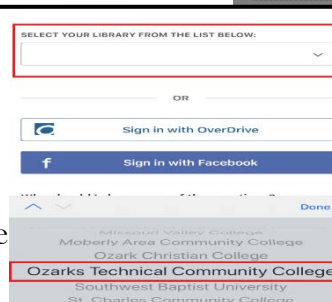 SELECT YOUR LIBRARY FROM THE LIST BELOW:
OR
Sign in with OverDrive
f Sign in with Facebook
Done
Missouri Valley College
Moberly Area Community College
e
Ozark Christian College
Ozarks Technical Community College
Southwest Baptist University
St. Charles Community College